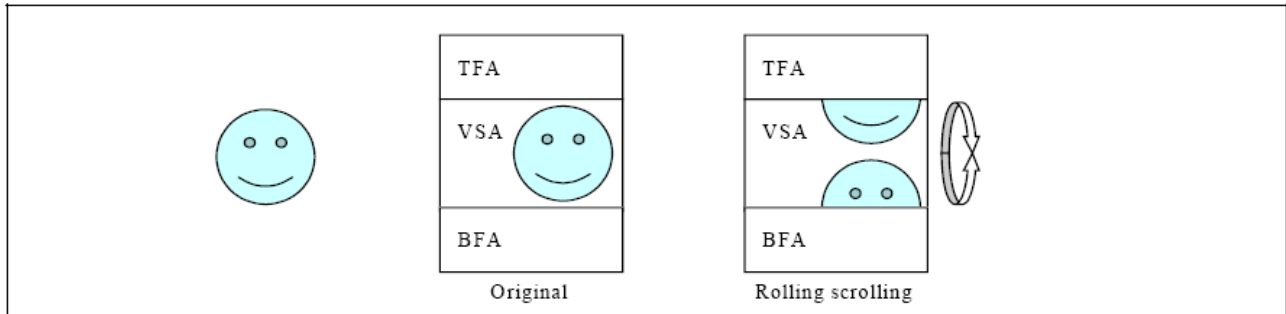 TFA
VSA
BFA
Original
TFA
VSA
BFA
Rolling scrolling